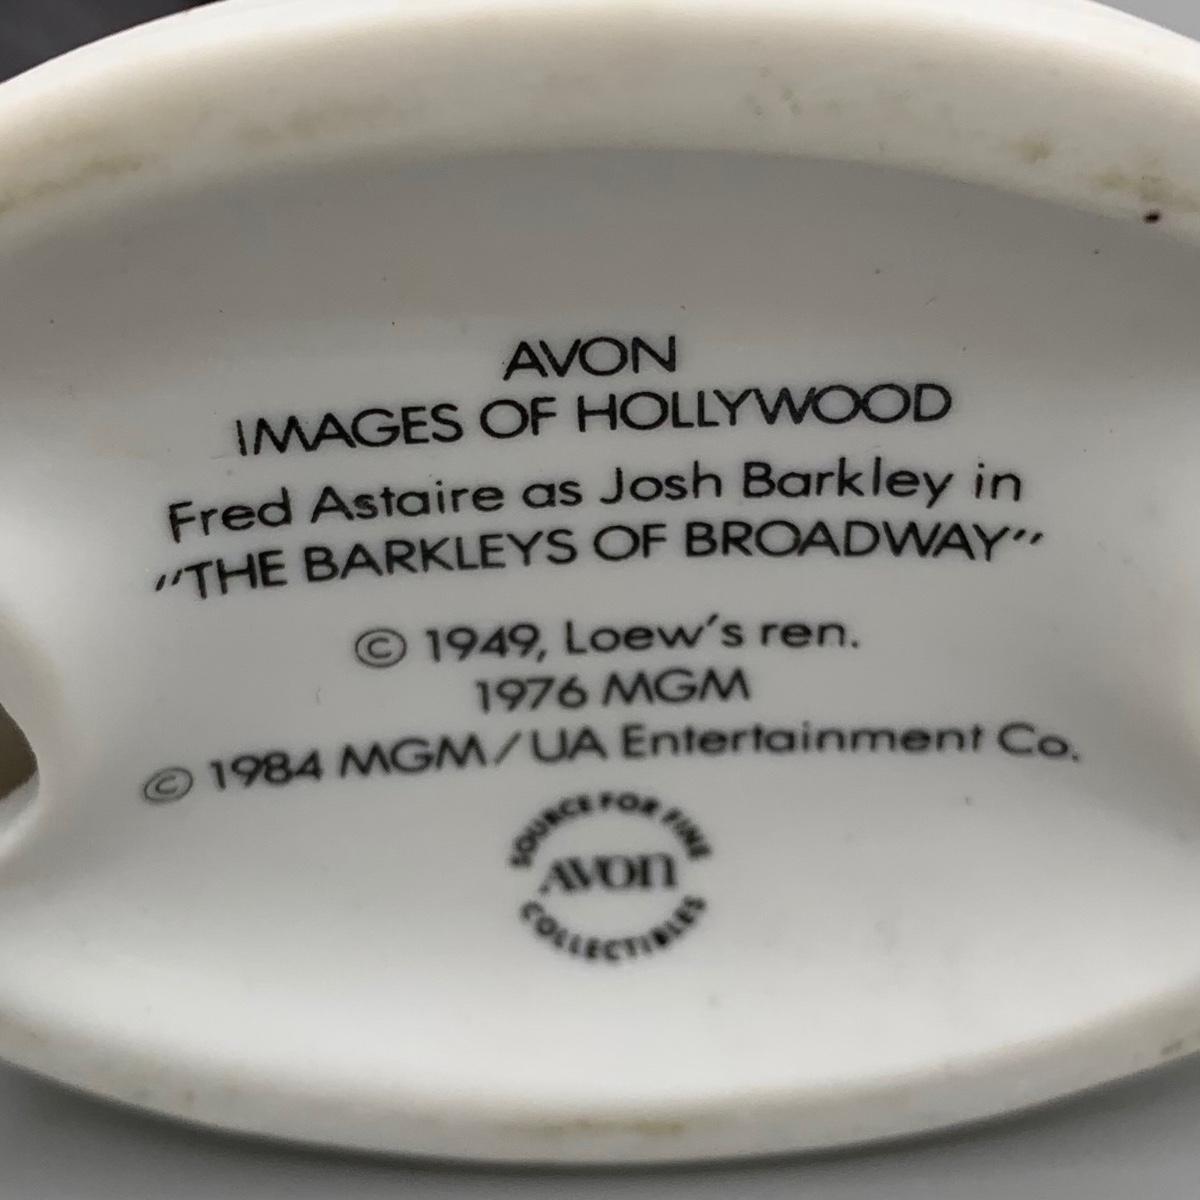 AVON
IMAGES OF HOLLYWOOD
Fred Astaire as Josh Barkley in
"THE BARKLEYS OF BROADWAY"
© 1949, Loew's ren.
1976 MGM
© 1984 MGM/UA Entertainment Co.
SOURCE FOR FINE
AVON
COLLECTIBLES